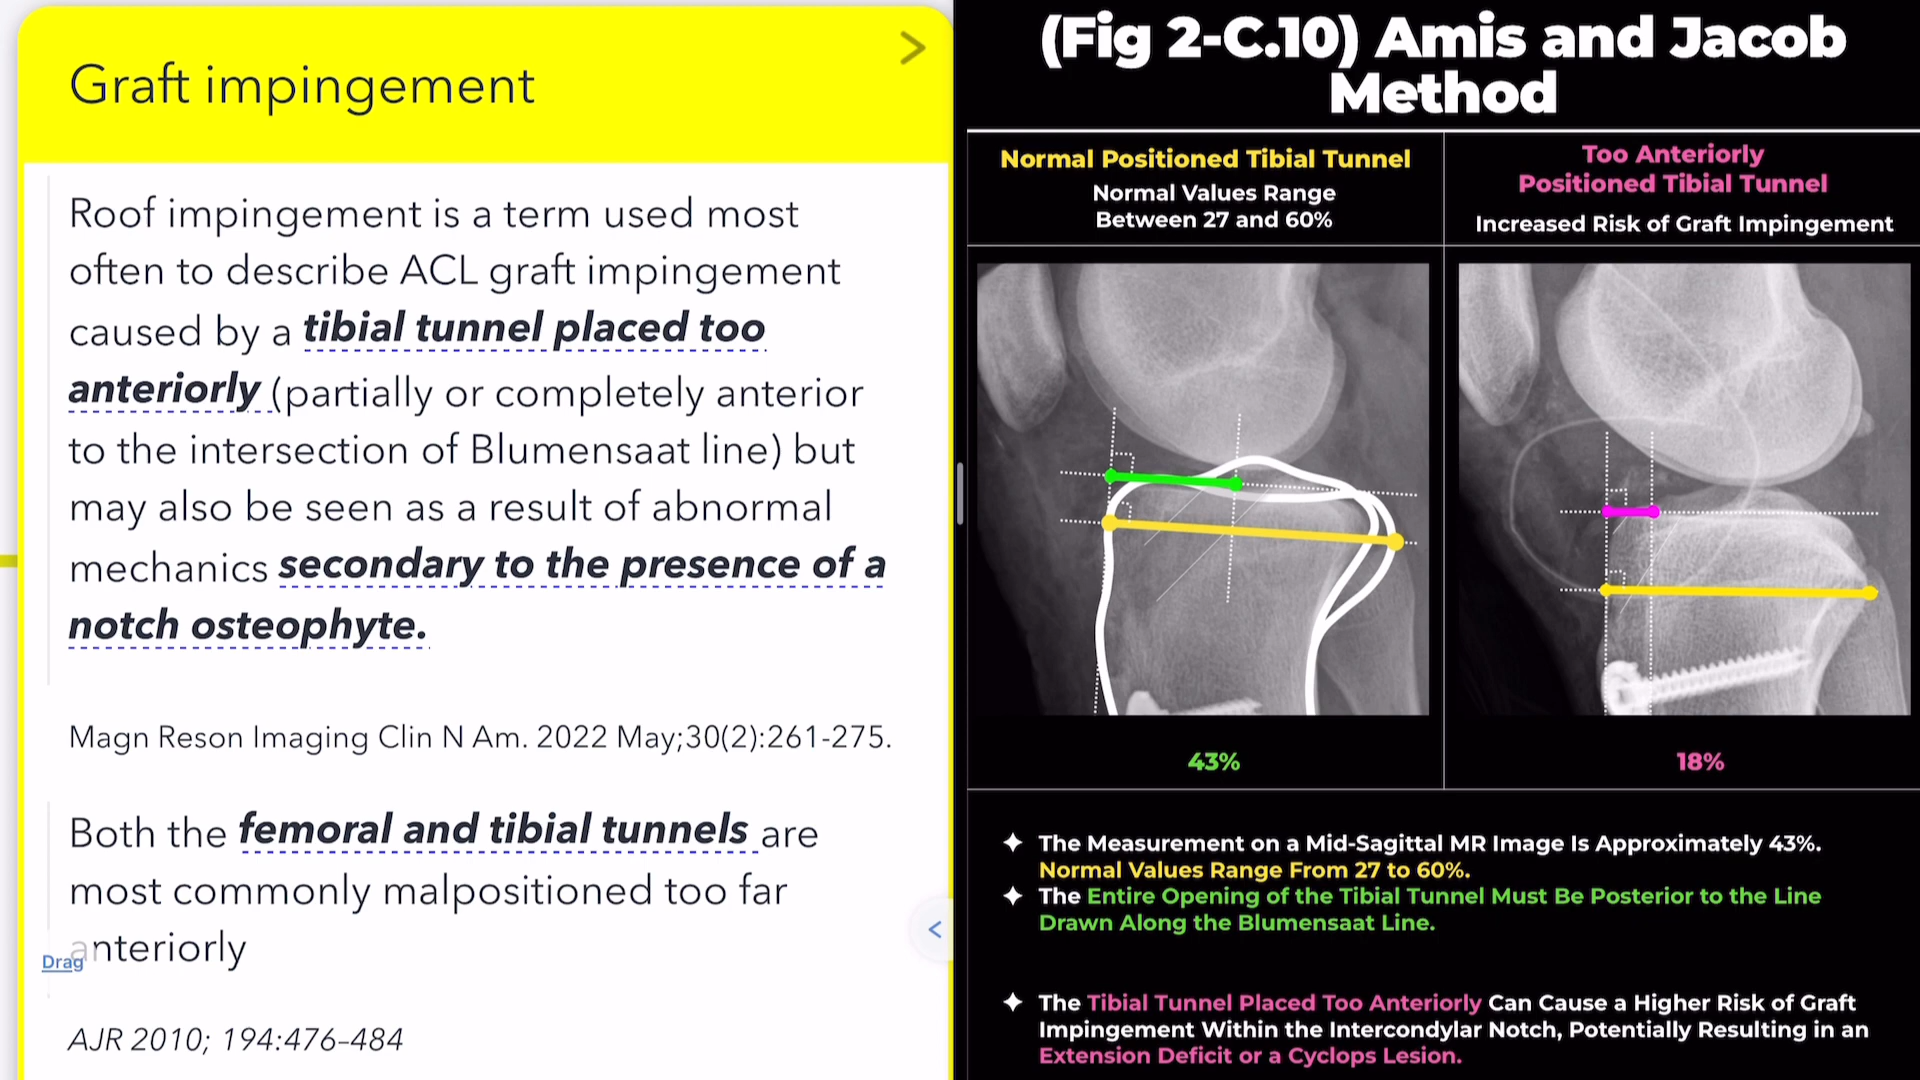 Graft impingement
>
Roof impingement is a term used most
often to describe ACL graft impingement
caused by a tibial tunnel placed too
anteriorly (partially or completely anterior
to the intersection of Blumensaat line) but
may also be seen as a result of abnormal
mechanics secondary to the presence of a
notch osteophyte.
Magn Reson Imaging Clin N Am. 2022 May;30(2):261-275.
Both the femoral and tibial tunnels are
most commonly malpositioned too far
anteriorly
Drag
<
AJR 2010; 194:476–484
(Fig 2-C.10) Amis and Jacob
Method
Normal Positioned Tibial Tunnel
Normal Values Range
Between 27 and 60%
Too Anteriorly
Positioned Tibial Tunnel
Increased Risk of Graft Impingement
43%
18%
The Measurement on a Mid-Sagittal MR Image Is Approximately 43%.
Normal Values Range From 27 to 60%.
The Entire Opening of the Tibial Tunnel Must Be Posterior to the Line
Drawn Along the Blumensaat Line.
The Tibial Tunnel Placed Too Anteriorly Can Cause a Higher Risk of Graft
Impingement Within the Intercondylar Notch, Potentially Resulting in an
Extension Deficit or a Cyclops Lesion.